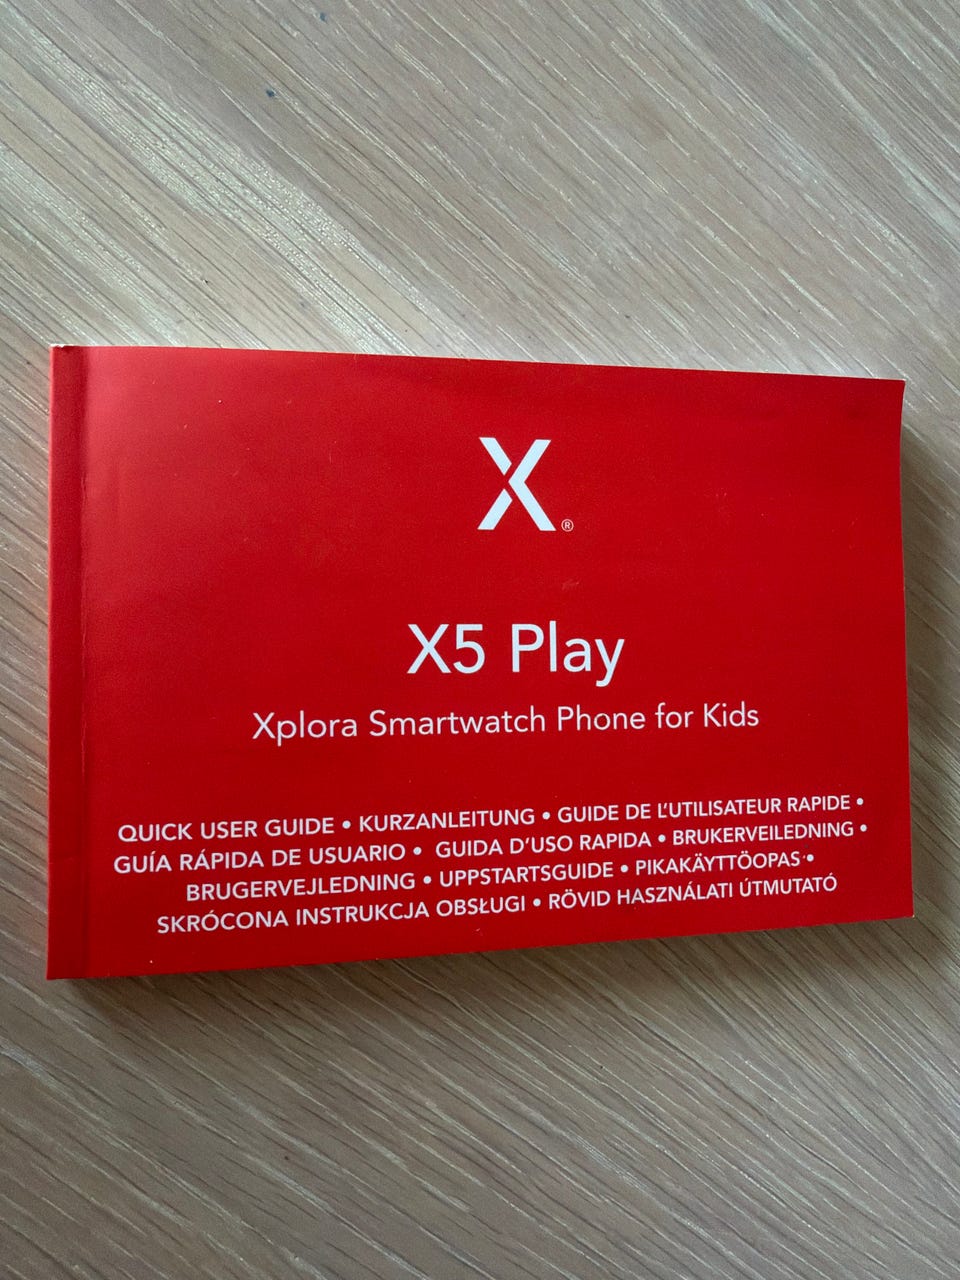 X®
X5 Play
Xplora Smartwatch Phone for Kids
QUICK USER GUIDE • KURZANLEITUNG • GUIDE DE L'UTILISATEUR RAPIDE •
GUÍA RÁPIDA DE USUARIO • GUIDA D'USO RAPIDA • BRUKERVEILEDNING •
BRUGERVEJLEDNING • UPPSTARTSGUIDE • PIKAKÄYTTÖOPAS •
SKRÓCONA INSTRUKCJA OBSŁUGI • RÖVID HASZNÁLATI ÚTMUTATÓ